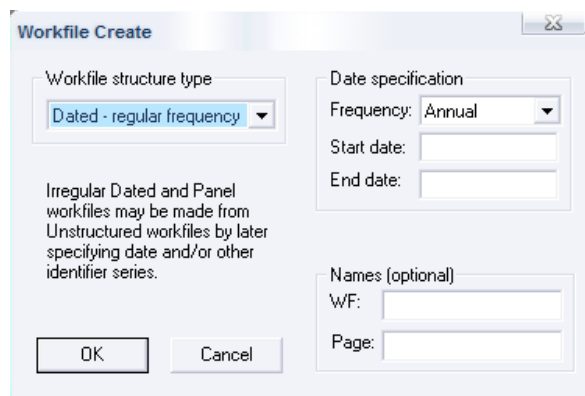 Workfile Create
Workfile structure type
Dated - regular frequency
Irregular Dated and Panel
workfiles may be made from
Unstructured workfiles by later
specifying date and/or other
identifier series.
OK
Cancel
Date specification
Frequency: Annual
Start date:
End date:
Names (optional)
WF:
Page: